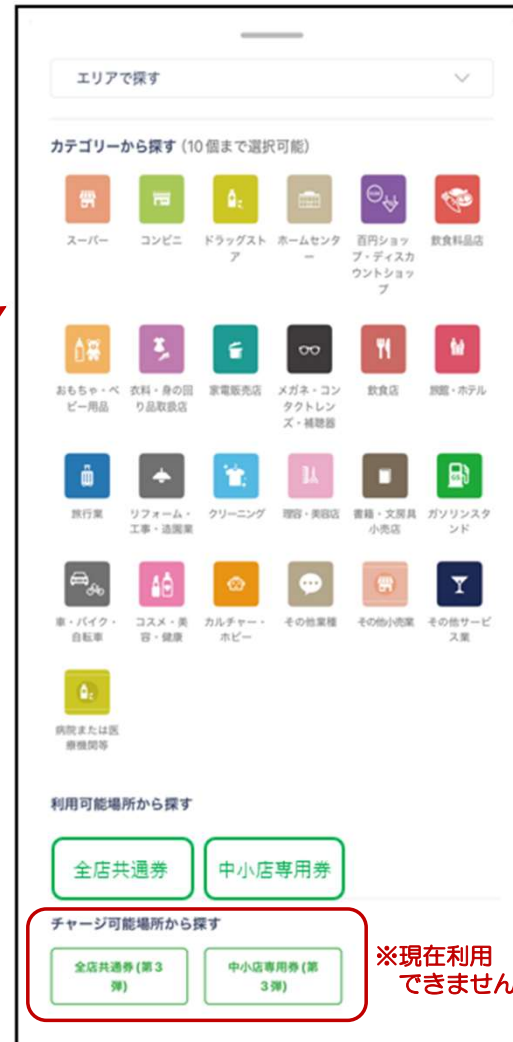 エリアで探す
カテゴリーから探す (10 個まで選択可能)
スーパー
コンビニ
ドラッグスト
ア
ホームセンタ
ー
百円ショッ
プ・ディスカ
ウントショッ
プ
飲食料品店
おもちゃ・ベ
ビー用品
衣料・身の回
り品取扱店
家電販売店
メガネ・コン
タクトレン
ズ・補聴器
飲食店
旅館・ホテル
旅行業
リフォーム・
工事・造園業
クリーニング
理容・美容店
書籍・文房具
小売店
ガソリンスタ
ンド
車・バイク・
自転車
コスメ・美
容・健康
カルチャー・
ホビー
その他業種
その他小売業
その他サービ
ス業
病院または医
療機関等
利用可能場所から探す
全店共通券
中小店専用券
チャージ可能場所から探す
全店共通券 (第 3
弾)
中小店専用券 (第
3 弾)
※現在利用
できません